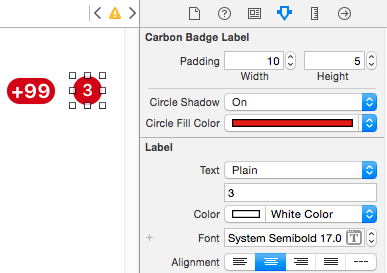 +99 3
Carbon Badge Label
Padding 10 5
Width Height
Circle Shadow On
Circle Fill Color
Label
Text Plain
3
Color White Color
+ Font System Semibold 17.0 T
Alignment